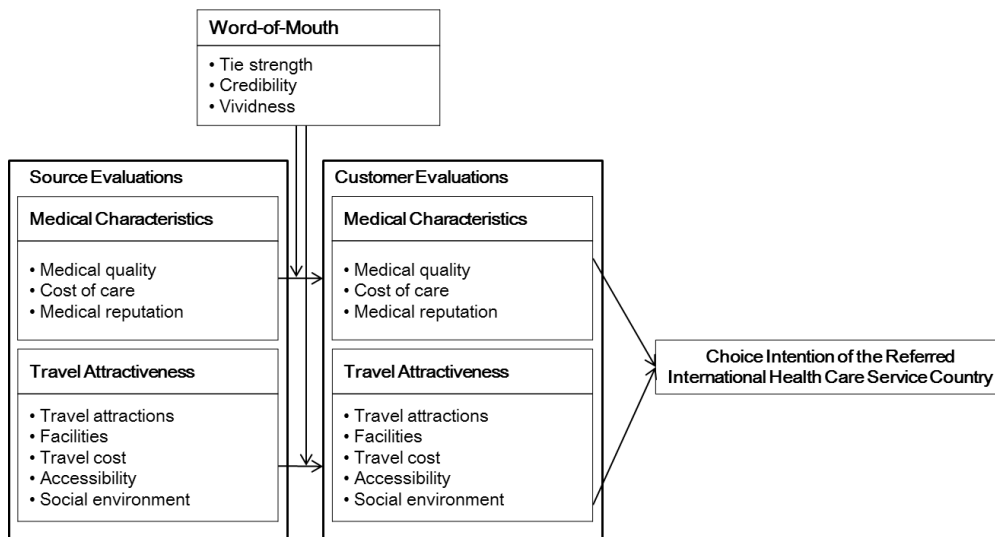 Word-of-Mouth
• Tie strength
• Credibility
• Vividness
Source Evaluations
Medical Characteristics
• Medical quality
• Cost of care
• Medical reputation
Travel Attractiveness
• Travel attractions
• Facilities
• Travel cost
• Accessibility
• Social environment
Customer Evaluations
Medical Characteristics
• Medical quality
• Cost of care
• Medical reputation
Travel Attractiveness
• Travel attractions
• Facilities
• Travel cost
• Accessibility
• Social environment
Choice Intention of the Referred
International Health Care Service Country